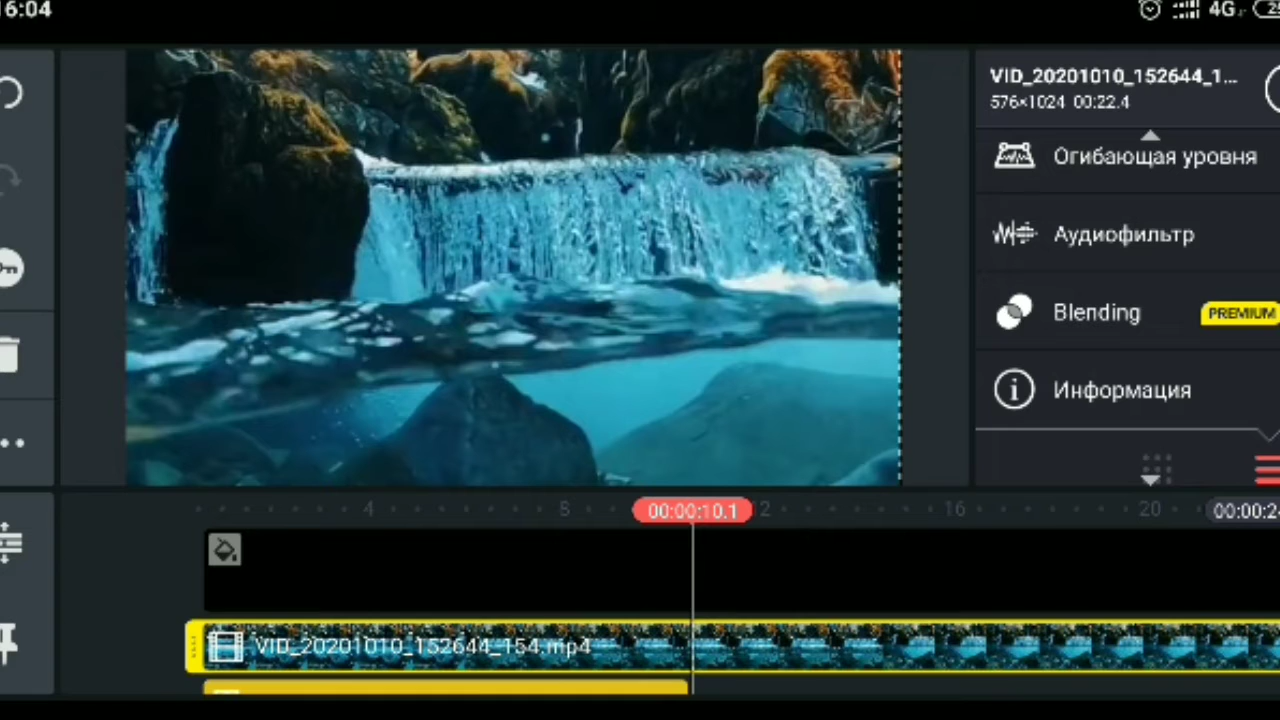 16:04
4G
VID_20201010_152644_1...
576×1024 00:22.4
Огибающая уровня
Аудиофильтр
Blending
PREMIUM
Информация
4
8
00:00:10.1
12
16
20
00:00:2
VID_20201010_152644_154.mp4